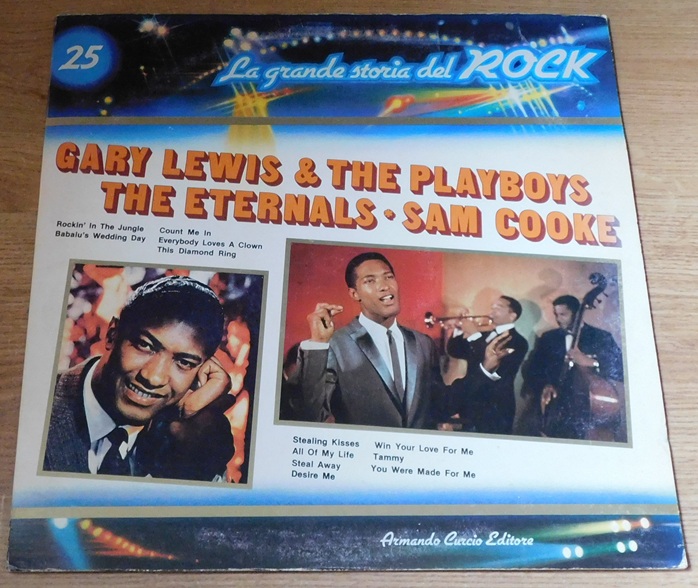 25
La grande storia del ROCK
GARY LEWIS & THE PLAYBOYS
THE ETERNALS • SAM COOKE
Rockin' In The Jungle
Babalu's Wedding Day
Count Me In
Everybody Loves A Clown
This Diamond Ring
Stealing Kisses
All Of My Life
Steal Away
Desire Me
Win Your Love For Me
Tammy
You Were Made For Me
Armando Curcio Editore